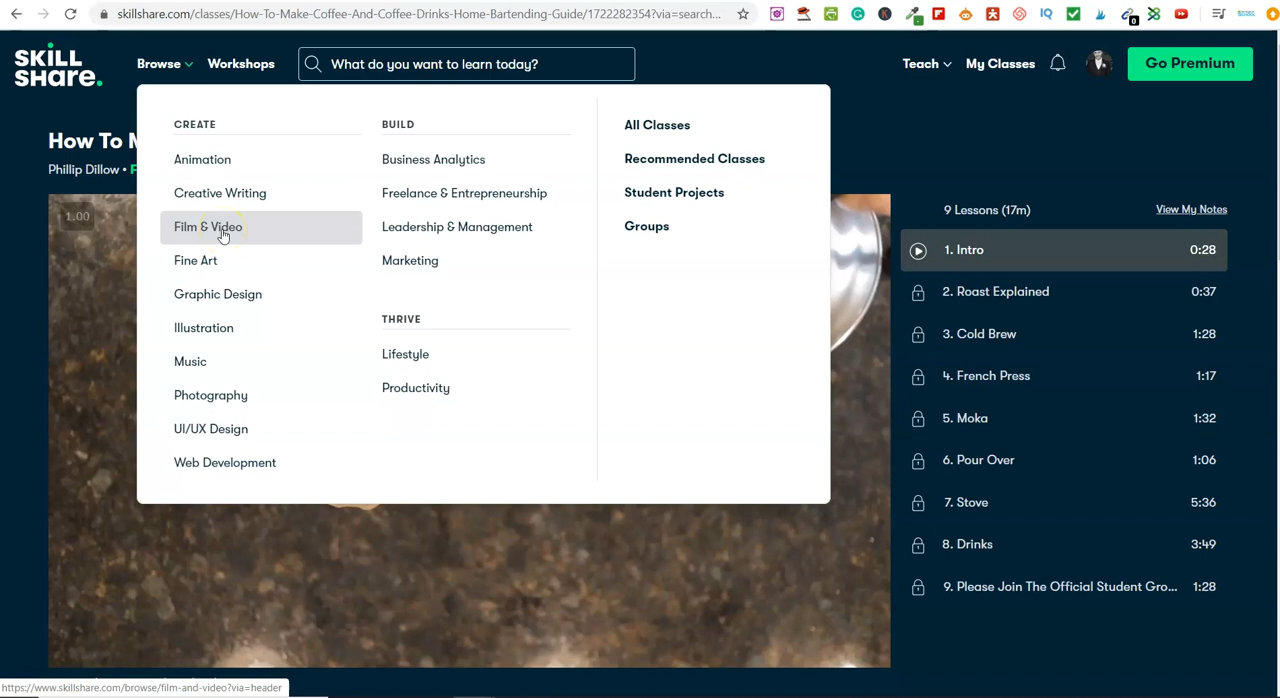 skillshare.com/classes/How-To-Make-Coffee-And-Coffee-Drinks-Home-Bartending-Guide/1722282354?via=search...
SKILL
SHARE.
Browse
Workshops
What do you want to learn today?
Teach
My Classes
Go Premium
How To M
Phillip Dillow • F
1.00
CREATE
Animation
Creative Writing
Film & Video
Fine Art
Graphic Design
Illustration
Music
Photography
UI/UX Design
Web Development
BUILD
Business Analytics
Freelance & Entrepreneurship
Leadership & Management
Marketing
THRIVE
Lifestyle
Productivity
All Classes
Recommended Classes
Student Projects
Groups
9 Lessons (17m) View My Notes
1. Intro 0:28
2. Roast Explained 0:37
3. Cold Brew 1:28
4. French Press 1:17
5. Moka 1:32
6. Pour Over 1:06
7. Stove 5:36
8. Drinks 3:49
9. Please Join The Official Student Gro... 1:28
https://www.skillshare.com/browse/film-and-video?via=header